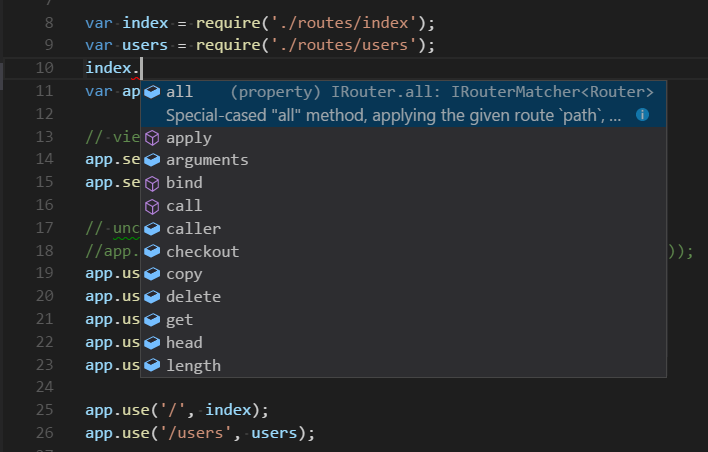 8 var index = require('./routes/index');
9 var users = require('./routes/users');
10 index.
11 var ap
all (property) IRouter.all: IRouterMatcher<Router>
Special-cased "all" method, applying the given route `path`, ...
12
13 // vie
apply
14 app.se
arguments
15 app.se
bind
16
call
17 // unc
caller
18 //app. ));
checkout
19 app.us
copy
20 app.us
delete
21 app.us
get
22 app.us
head
23 app.us
length
24
25 app.use('/', index);
26 app.use('/users', users);